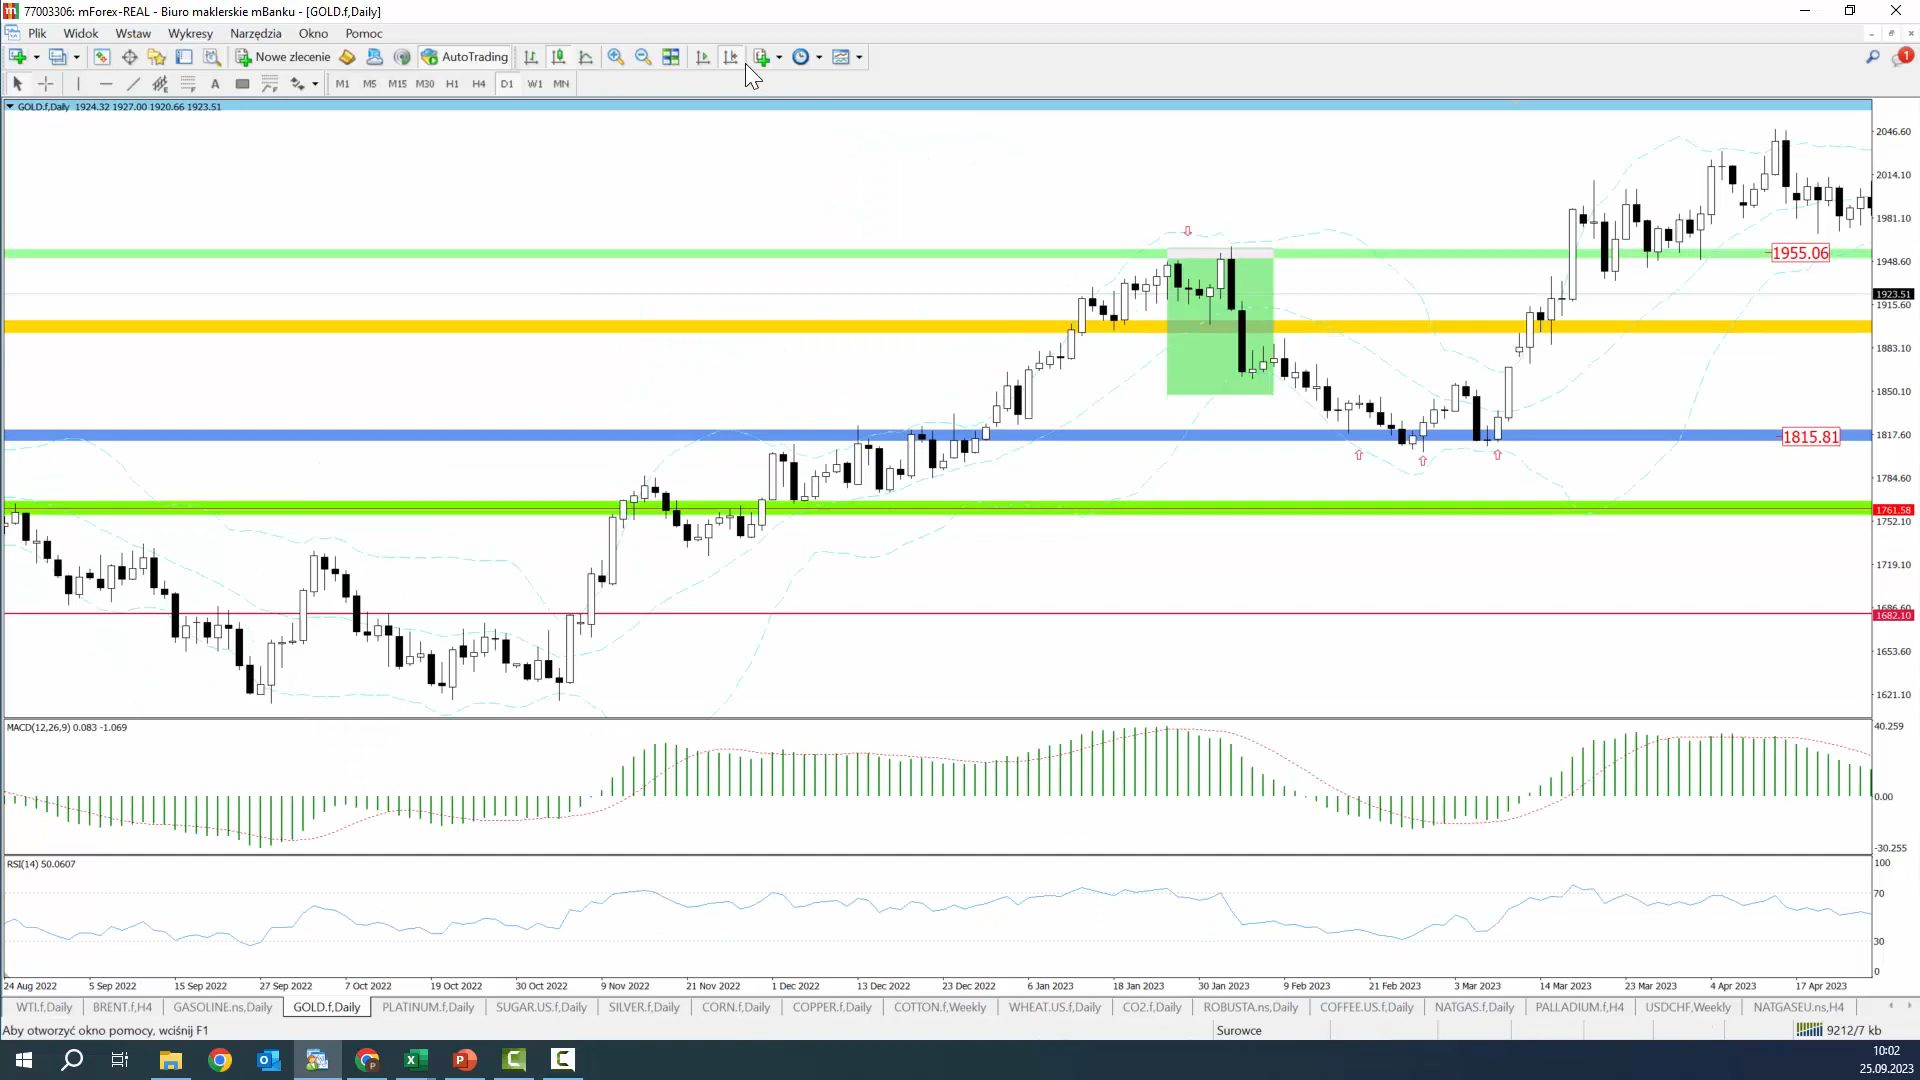 77003306: mForex-REAL - Biuro maklerskie mBanku - [GOLD.f,Daily]
Plik Widok Wstaw Wykresy Narzędzia Okno Pomoc
Nowe zlecenie AutoTrading 1
A M1 M5 M15 M30 H1 H4 D1 W1 MN
GOLD.f,Daily 1924.32 1927.00 1920.66 1923.51
2046.60
2014.10
1981.10
1955.06
1948.60
1923.51
1915.60
1883.10
1850.10
1815.81
1817.60
1784.60
1761.58
1752.10
1719.10
1686.60
1682.10
1653.60
1621.10
MACD(12,26,9) 0.083 -1.069
40.259
0.00
-30.255
RSI(14) 50.0607
100
70
30
0
24 Aug 2022 5 Sep 2022 15 Sep 2022 27 Sep 2022 7 Oct 2022 19 Oct 2022 30 Oct 2022 9 Nov 2022 21 Nov 2022 1 Dec 2022 13 Dec 2022 23 Dec 2022 6 Jan 2023 18 Jan 2023 30 Jan 2023 9 Feb 2023 21 Feb 2023 3 Mar 2023 14 Mar 2023 23 Mar 2023 4 Apr 2023 17 Apr 2023
WTI.f,Daily BRENT.f,H4 GASOLINE.ns,Daily GOLD.f,Daily PLATINUM.f,Daily SUGAR.US.f,Daily SILVER.f,Daily CORN.f,Daily COPPER.f,Daily COTTON.f,Weekly WHEAT.US.f,Daily CO2.f,Daily ROBUSTA.ns,Daily COFFEE.US.f,Daily NATGAS.f,Daily PALLADIUM.f,H4 USDCHF,Weekly NATGASEU.ns,H4
Aby otworzyć okno pomocy, wciśnij F1 Surowce 9212/7 kb
10:02
25.09.2023